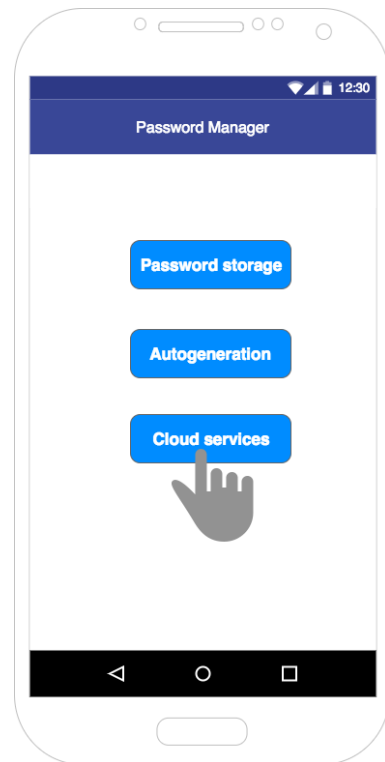 12:30
Password Manager
Password storage
Autogeneration
Cloud services